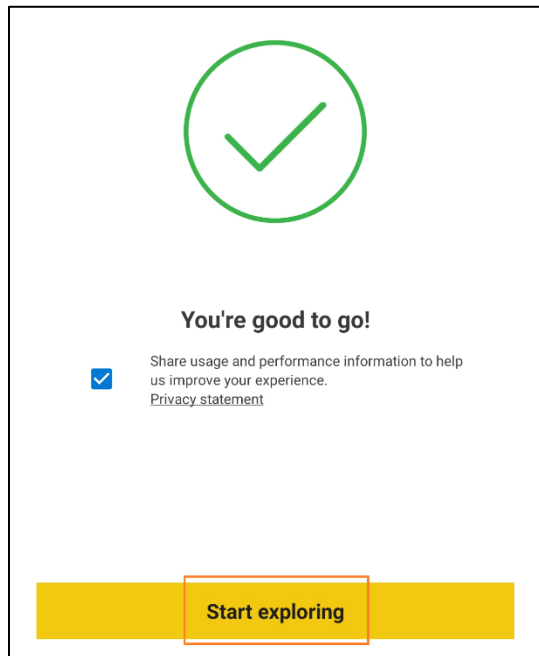 You're good to go!
Share usage and performance information to help
us improve your experience.
Privacy statement
Start exploring